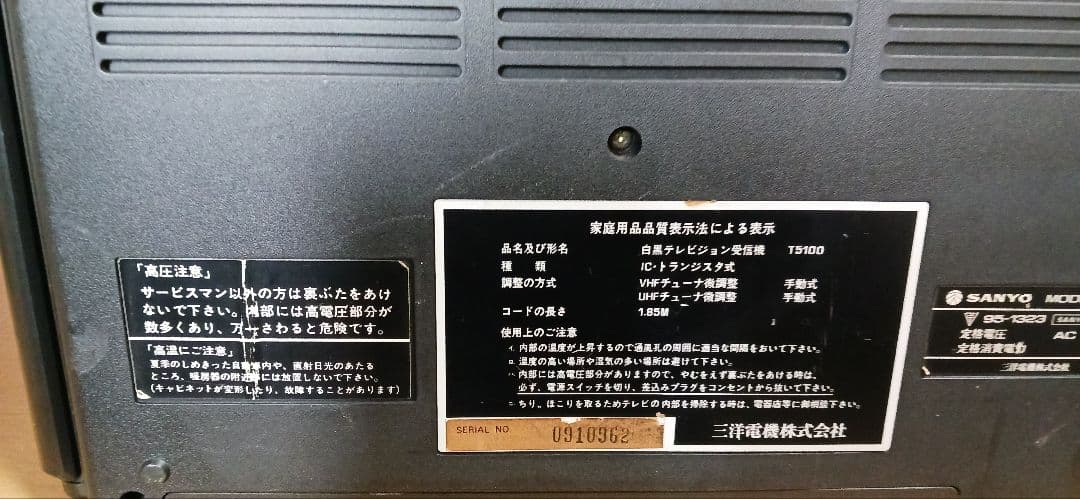 「高圧注意」
サービスマン以外の方は裏ぶたをあけ
ないで下さい。内部には高電圧部分が
数多くあり、万一さわると危険です。
「高温にご注意」
夏季のしめきった自動車内や、直射日光のあたる
ところ、暖房器の附近等には放置しないで下さい。
(キャビネットが変形したり、故障することがあります)
家庭用品品質表示法による表示
品名及び形名 白黒テレビジョン受信機 T5100
種類 IC・トランジスタ式
調整の方式 VHFチューナ微調整 手動式
UHFチューナ微調整 手動式
コードの長さ 1.85M
使用上のご注意
イ. 内部の温度が上昇するので通風孔の周囲に適当な間隔をおいて下さい。
ロ. 温度の高い場所や湿気の多い場所は避けて下さい。
ハ. 内部には高電圧部分がありますので、やむをえず裏ぶたをあける時は、
必ず、電源スイッチを切り、差込みプラグをコンセントから抜いて下さい。
ニ. ちり、ほこりを取るためテレビの内部を掃除する時は、電器店等に御相談下さい。
SERIAL NO. 0910962
三洋電機株式会社
SANYO MOD
▽ 95-1323 SANY
定格電圧 AC
定格消費電力
三洋電機株式会社